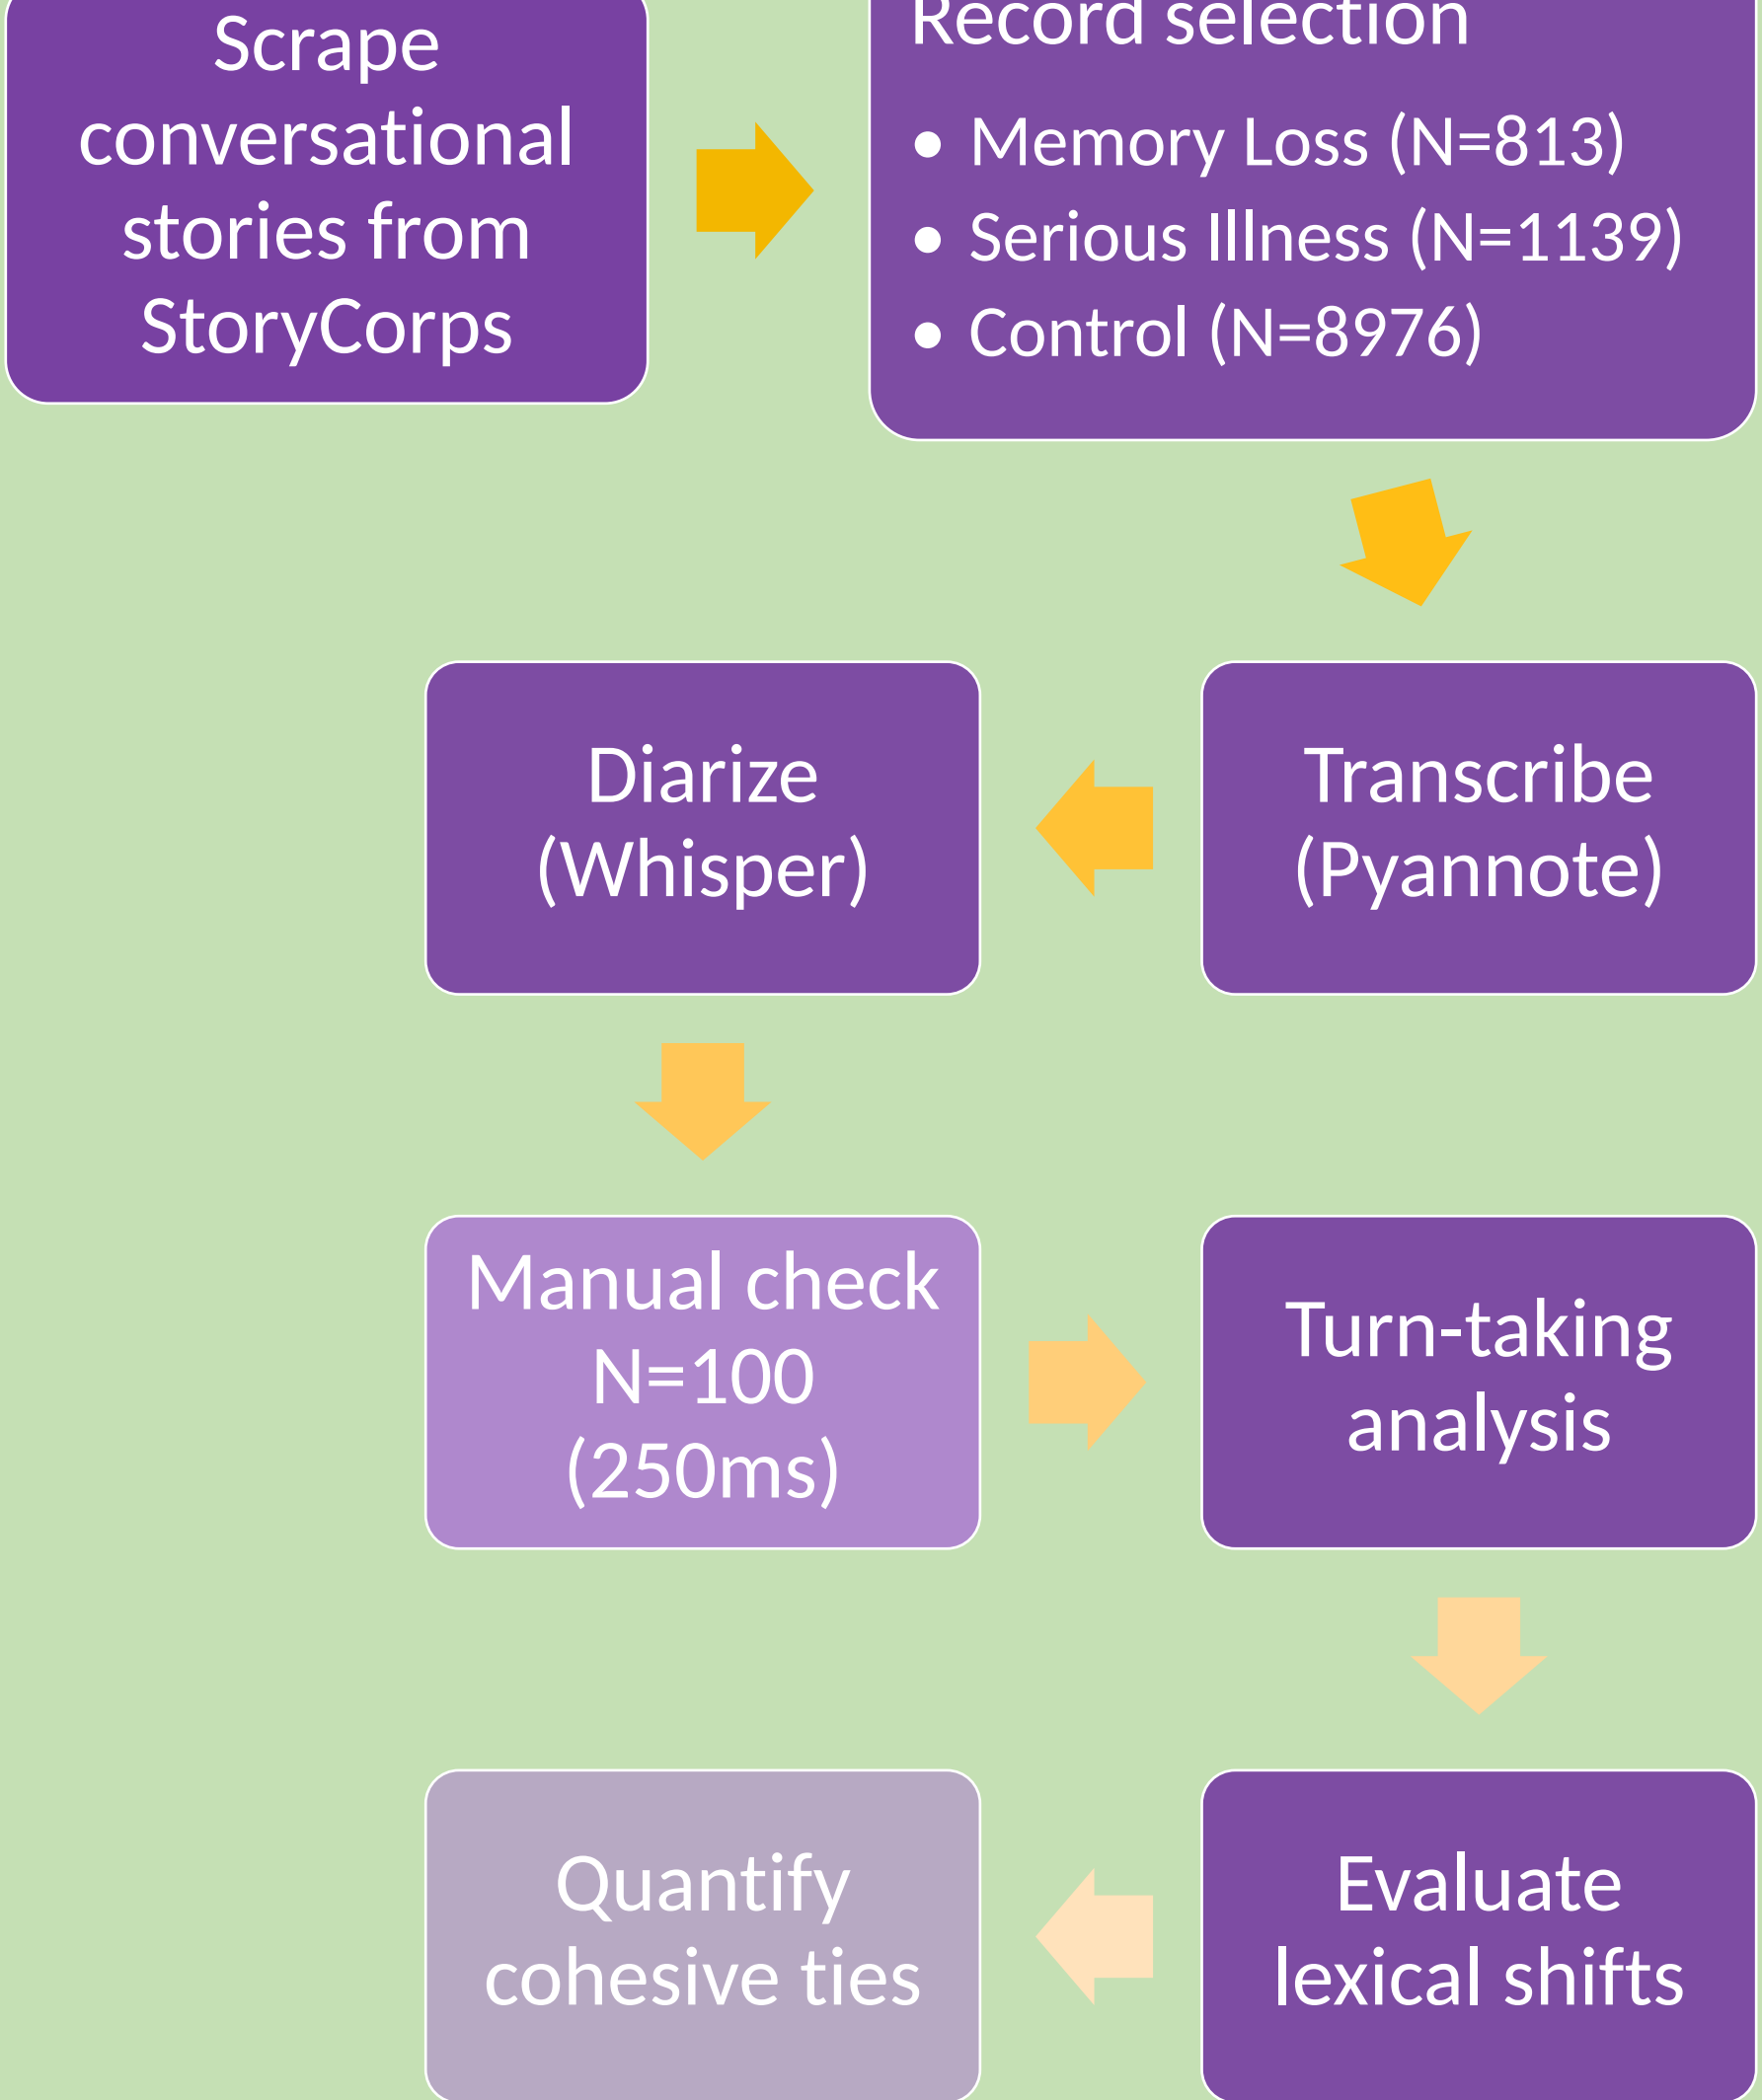 Scrape
conversational
stories from
StoryCorps
Record selection
• Memory Loss (N=813)
• Serious Illness (N=1139)
• Control (N=8976)
Transcribe
(Pyannote)
Diarize
(Whisper)
Manual check
N=100
(250ms)
Turn-taking
analysis
Evaluate
lexical shifts
Quantify
cohesive ties